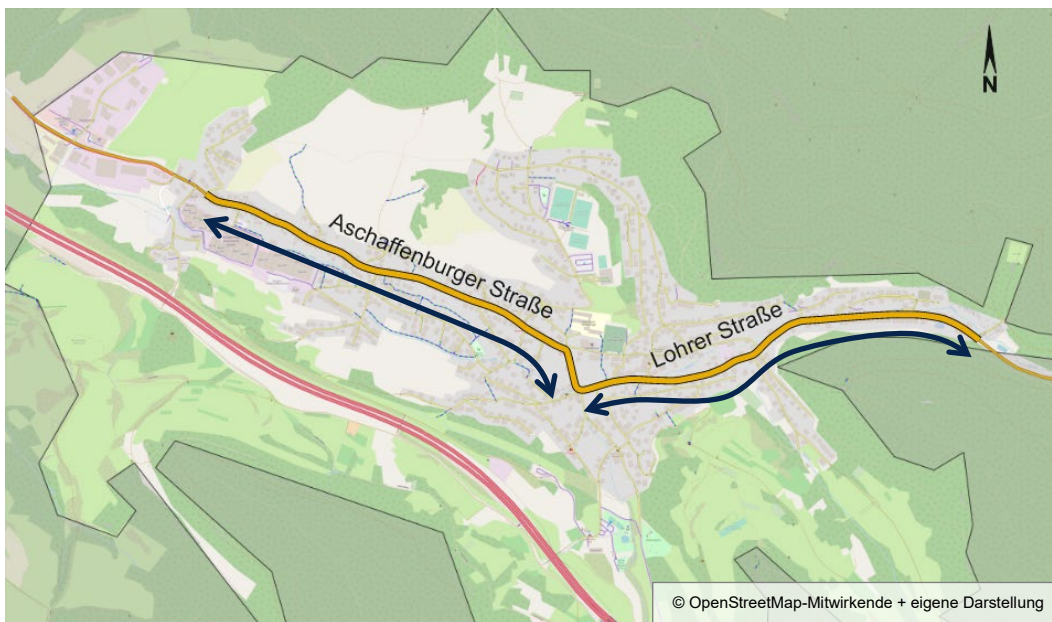 N
Aschaffenburger Straße
Lohrer Straße
© OpenStreetMap-Mitwirkende + eigene Darstellung